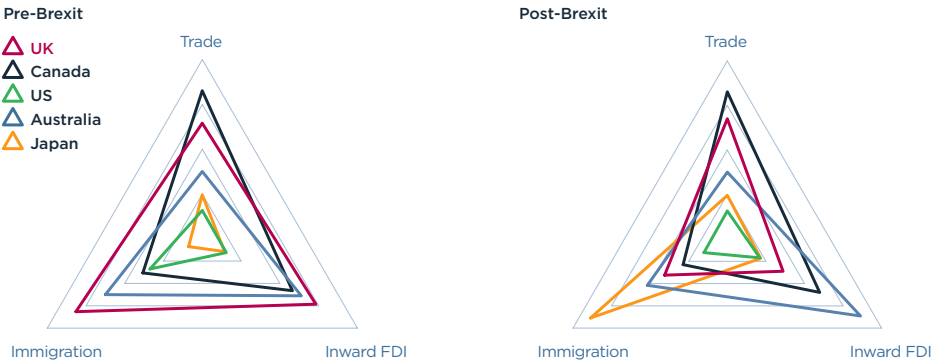 Pre-Brexit
UK
Canada
US
Australia
Japan
Trade
Immigration
Inward FDI
Post-Brexit
Trade
Immigration
Inward FDI